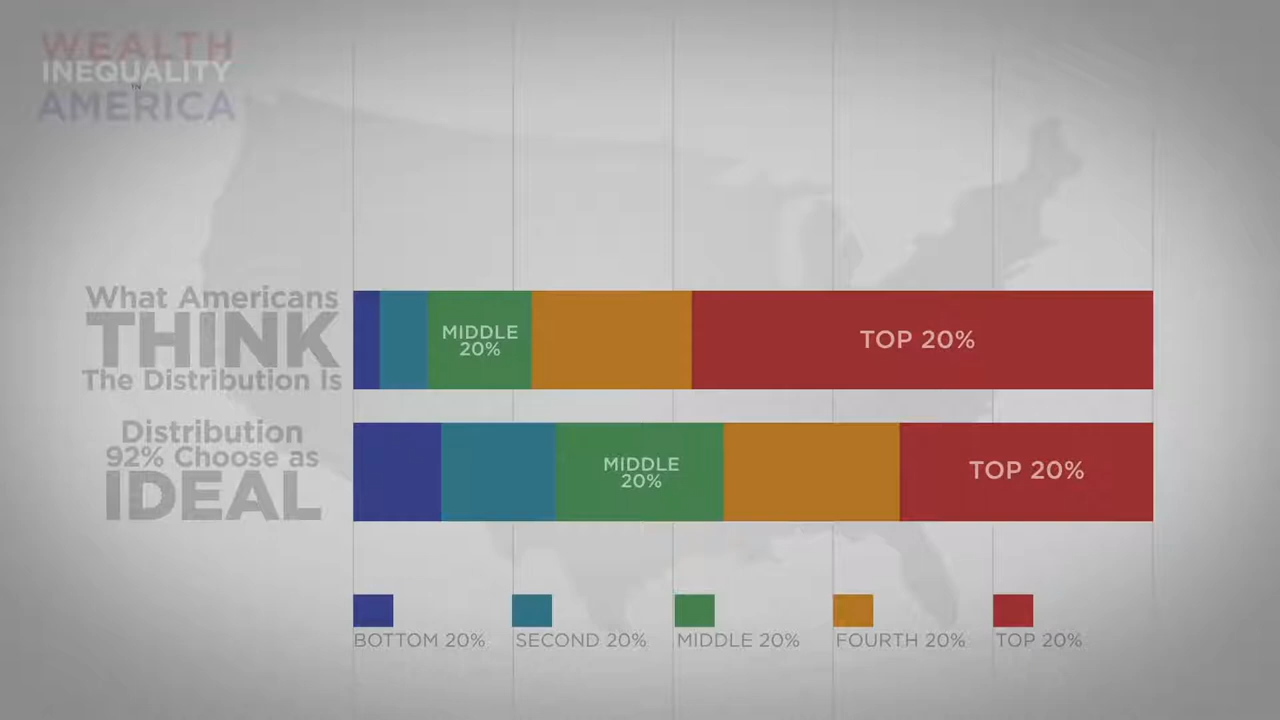 WEALTH
INEQUALITY
IN
AMERICA
What Americans
THINK
The Distribution Is
MIDDLE
20%
TOP 20%
Distribution
92% Choose as
IDEAL
MIDDLE
20%
TOP 20%
BOTTOM 20%
SECOND 20%
MIDDLE 20%
FOURTH 20%
TOP 20%